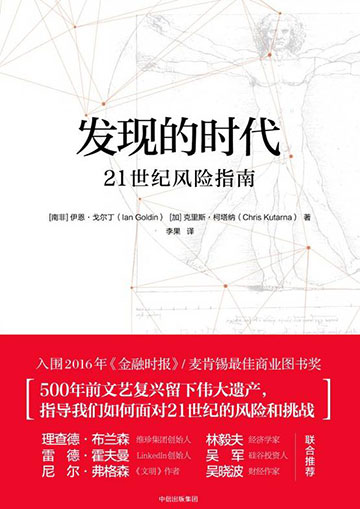 发现的时代
21世纪风险指南
[南非] 伊恩·戈尔丁（Ian Goldin） [加] 克里斯·柯塔纳（Chris Kutarna） 著
李果 译
入围2016年《金融时报》/麦肯锡最佳商业图书奖
500年前文艺复兴留下伟大遗产，
指导我们如何面对21世纪的风险和挑战
理查德·布兰森 维珍集团创始人 林毅夫 经济学家
雷德·霍夫曼 LinkedIn创始人 吴军 硅谷投资人
尼尔·弗格森 《文明》作者 吴晓波 财经作家
联合推荐
中信出版集团